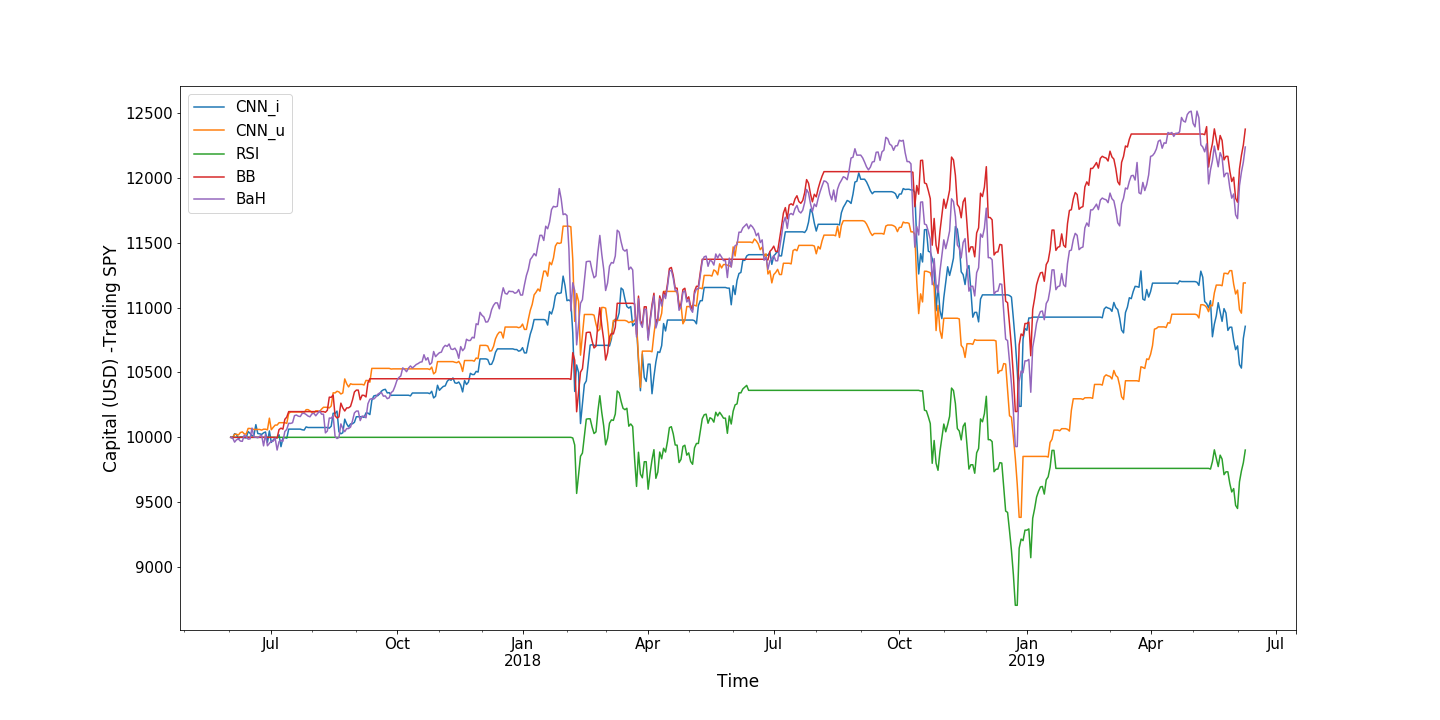 CNN_i
CNN_u
RSI
BB
BaH
12500
12000
11500
11000
10500
10000
9500
9000
Capital (USD) -Trading SPY
Jul
Oct
Jan
2018
Apr
Jul
Oct
Jan
2019
Apr
Jul
Time